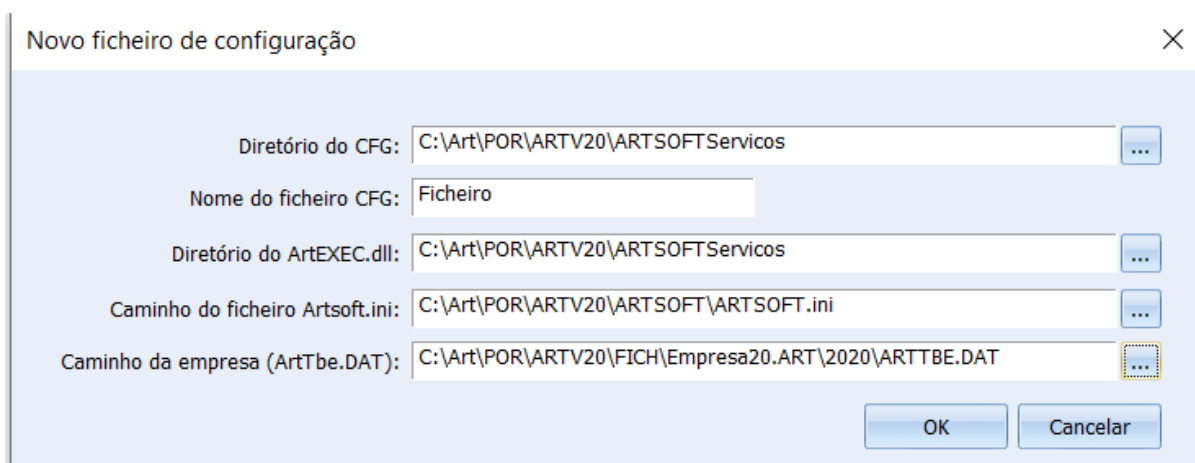 Novo ficheiro de configuração
Diretório do CFG: C:\Art\POR\ARTV20\ARTSOFTServicos ...
Nome do ficheiro CFG: Ficheiro
Diretório do ArtEXEC.dll: C:\Art\POR\ARTV20\ARTSOFTServicos ...
Caminho do ficheiro Artsoft.ini: C:\Art\POR\ARTV20\ARTSOFT\ARTSOFT.ini ...
Caminho da empresa (ArtTbe.DAT): C:\Art\POR\ARTV20\FICH\Empresa20.ART\2020\ARTTBE.DAT ...
OK Cancelar